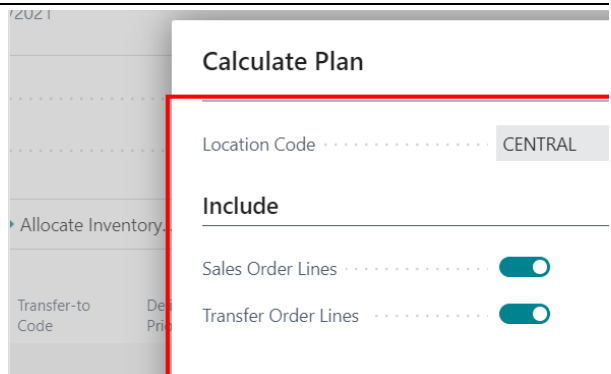 /2021
Calculate Plan
Location Code CENTRAL
Include
Allocate Inventory...
Sales Order Lines
Transfer-to
Code
Transfer Order Lines